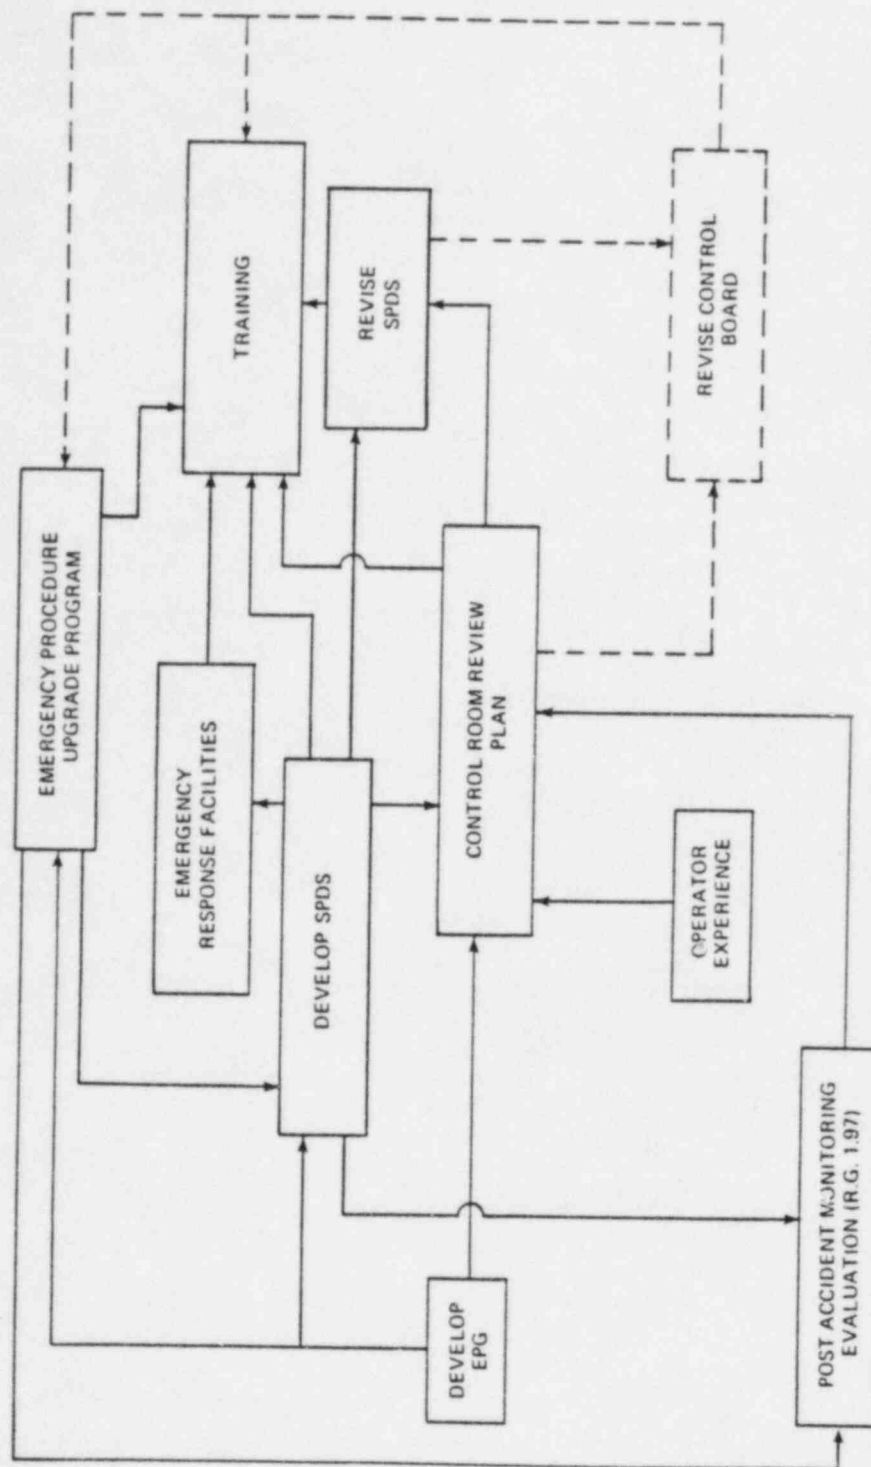 EMERGENCY PROCEDURE
UPGRADE PROGRAM
TRAINING
EMERGENCY
RESPONSE FACILITIES
REVISE
SPDS
DEVELOP SPDS
DEVELOP
EPG
CONTROL ROOM REVIEW
PLAN
REVISE CONTROL
BOARD
OPERATOR
EXPERIENCE
POST ACCIDENT MONITORING
EVALUATION (R.G. 1.97)